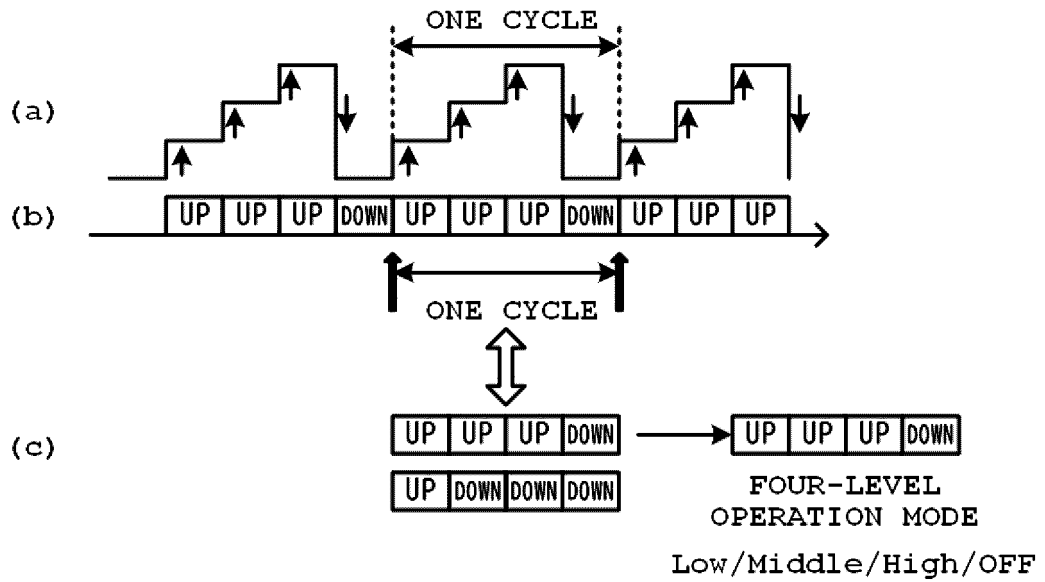 ONE CYCLE
(a)
(b) UP UP UP DOWN UP UP UP DOWN UP UP UP
ONE CYCLE
(c)
UP UP UP DOWN UP UP UP DOWN
UP DOWN DOWN DOWN
FOUR-LEVEL
OPERATION MODE
Low/Middle/High/OFF